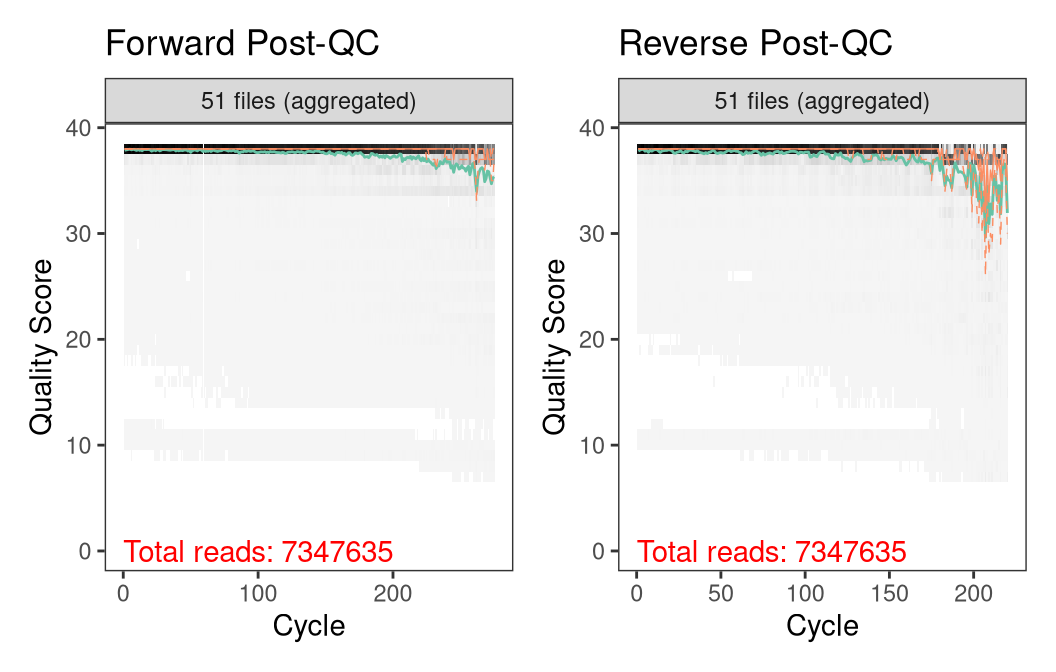 Forward Post-QC
51 files (aggregated)
40
30
20
10
0
Quality Score
Total reads: 7347635
0 100 200
Cycle
Reverse Post-QC
51 files (aggregated)
40
30
20
10
0
Quality Score
Total reads: 7347635
0 50 100 150 200
Cycle